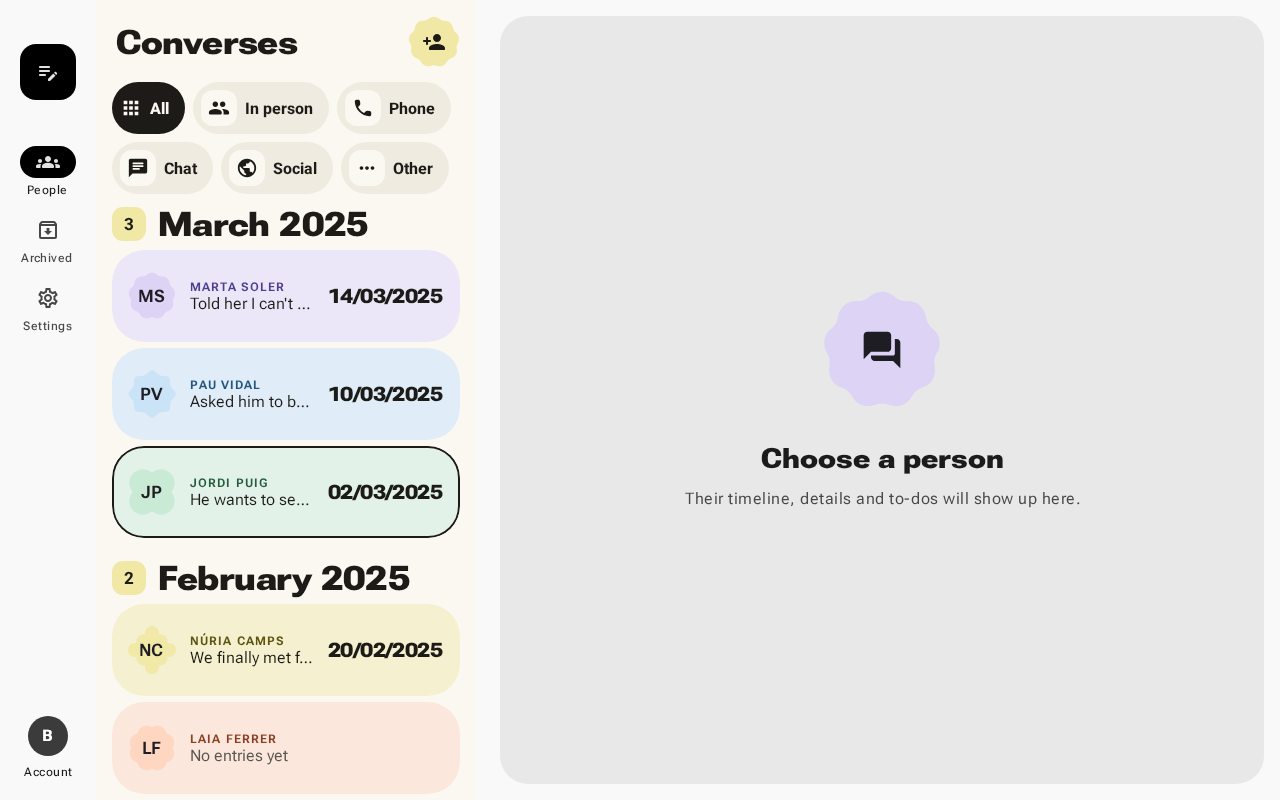 Converses
All
In person
Phone
Chat
Social
Other
People
Archived
Settings
3
March 2025
MS
MARTA SOLER
Told her I can't ...
14/03/2025
PV
PAU VIDAL
Asked him to b...
10/03/2025
JP
JORDI PUIG
He wants to se...
02/03/2025
2
February 2025
NC
NÚRIA CAMPS
We finally met f...
20/02/2025
LF
LAIA FERRER
No entries yet
B
Account
Choose a person
Their timeline, details and to-dos will show up here.